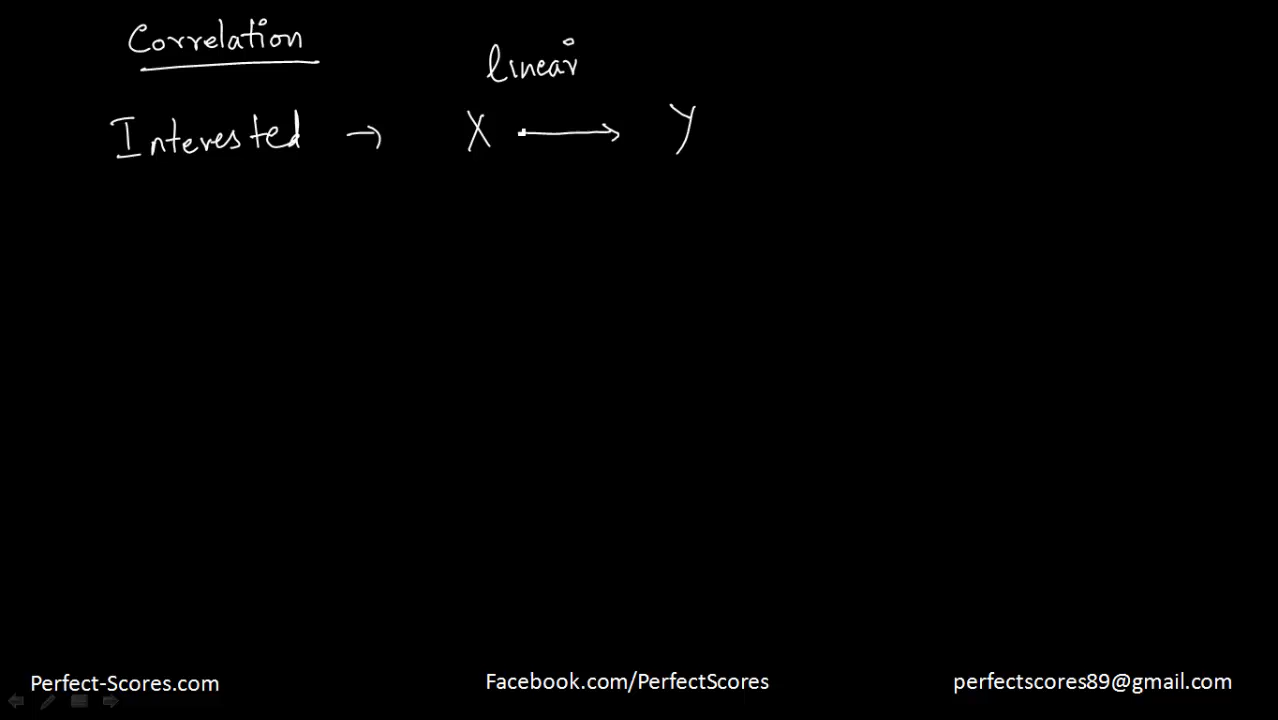 Correlation
linear
Interested → X → Y
Perfect-Scores.com
Facebook.com/PerfectScores
perfectscores89@gmail.com